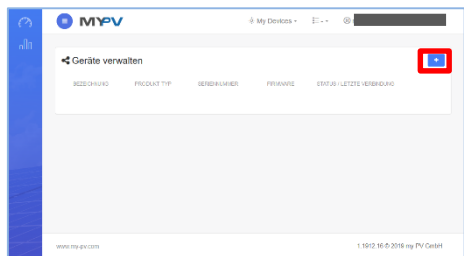 MYPV
My Devices
Geräte verwalten
+
BEZEICHNUNG PRODUKT TYP SERIENNUMMER FIRMWARE STATUS / LETZTE VERBINDUNG
www.my-pv.com 1.1912.16 © 2019 my PV GmbH